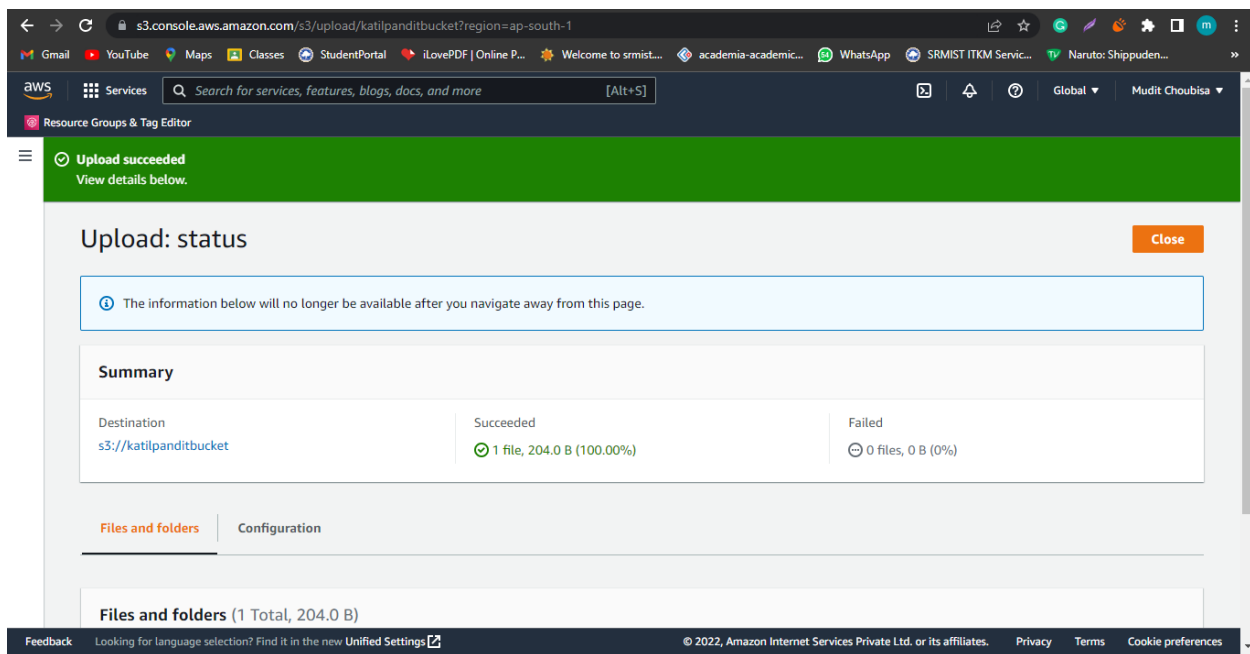 s3.console.aws.amazon.com/s3/upload/katilpanditbucket?region=ap-south-1
m
Gmail YouTube Maps Classes StudentPortal iLovePDF | Online P... Welcome to srmist... academia-academic... WhatsApp SRMIST ITKM Servic... Naruto: Shippuden... »
aws Services Search for services, features, blogs, docs, and more [Alt+S] Global Mudit Choubisa
Resource Groups & Tag Editor
Upload succeeded
View details below.
Upload: status Close
The information below will no longer be available after you navigate away from this page.
Summary
Destination Succeeded Failed
s3://katilpanditbucket 1 file, 204.0 B (100.00%) 0 files, 0 B (0%)
Files and folders Configuration
Files and folders (1 Total, 204.0 B)
Feedback Looking for language selection? Find it in the new Unified Settings © 2022, Amazon Internet Services Private Ltd. or its affiliates. Privacy Terms Cookie preferences